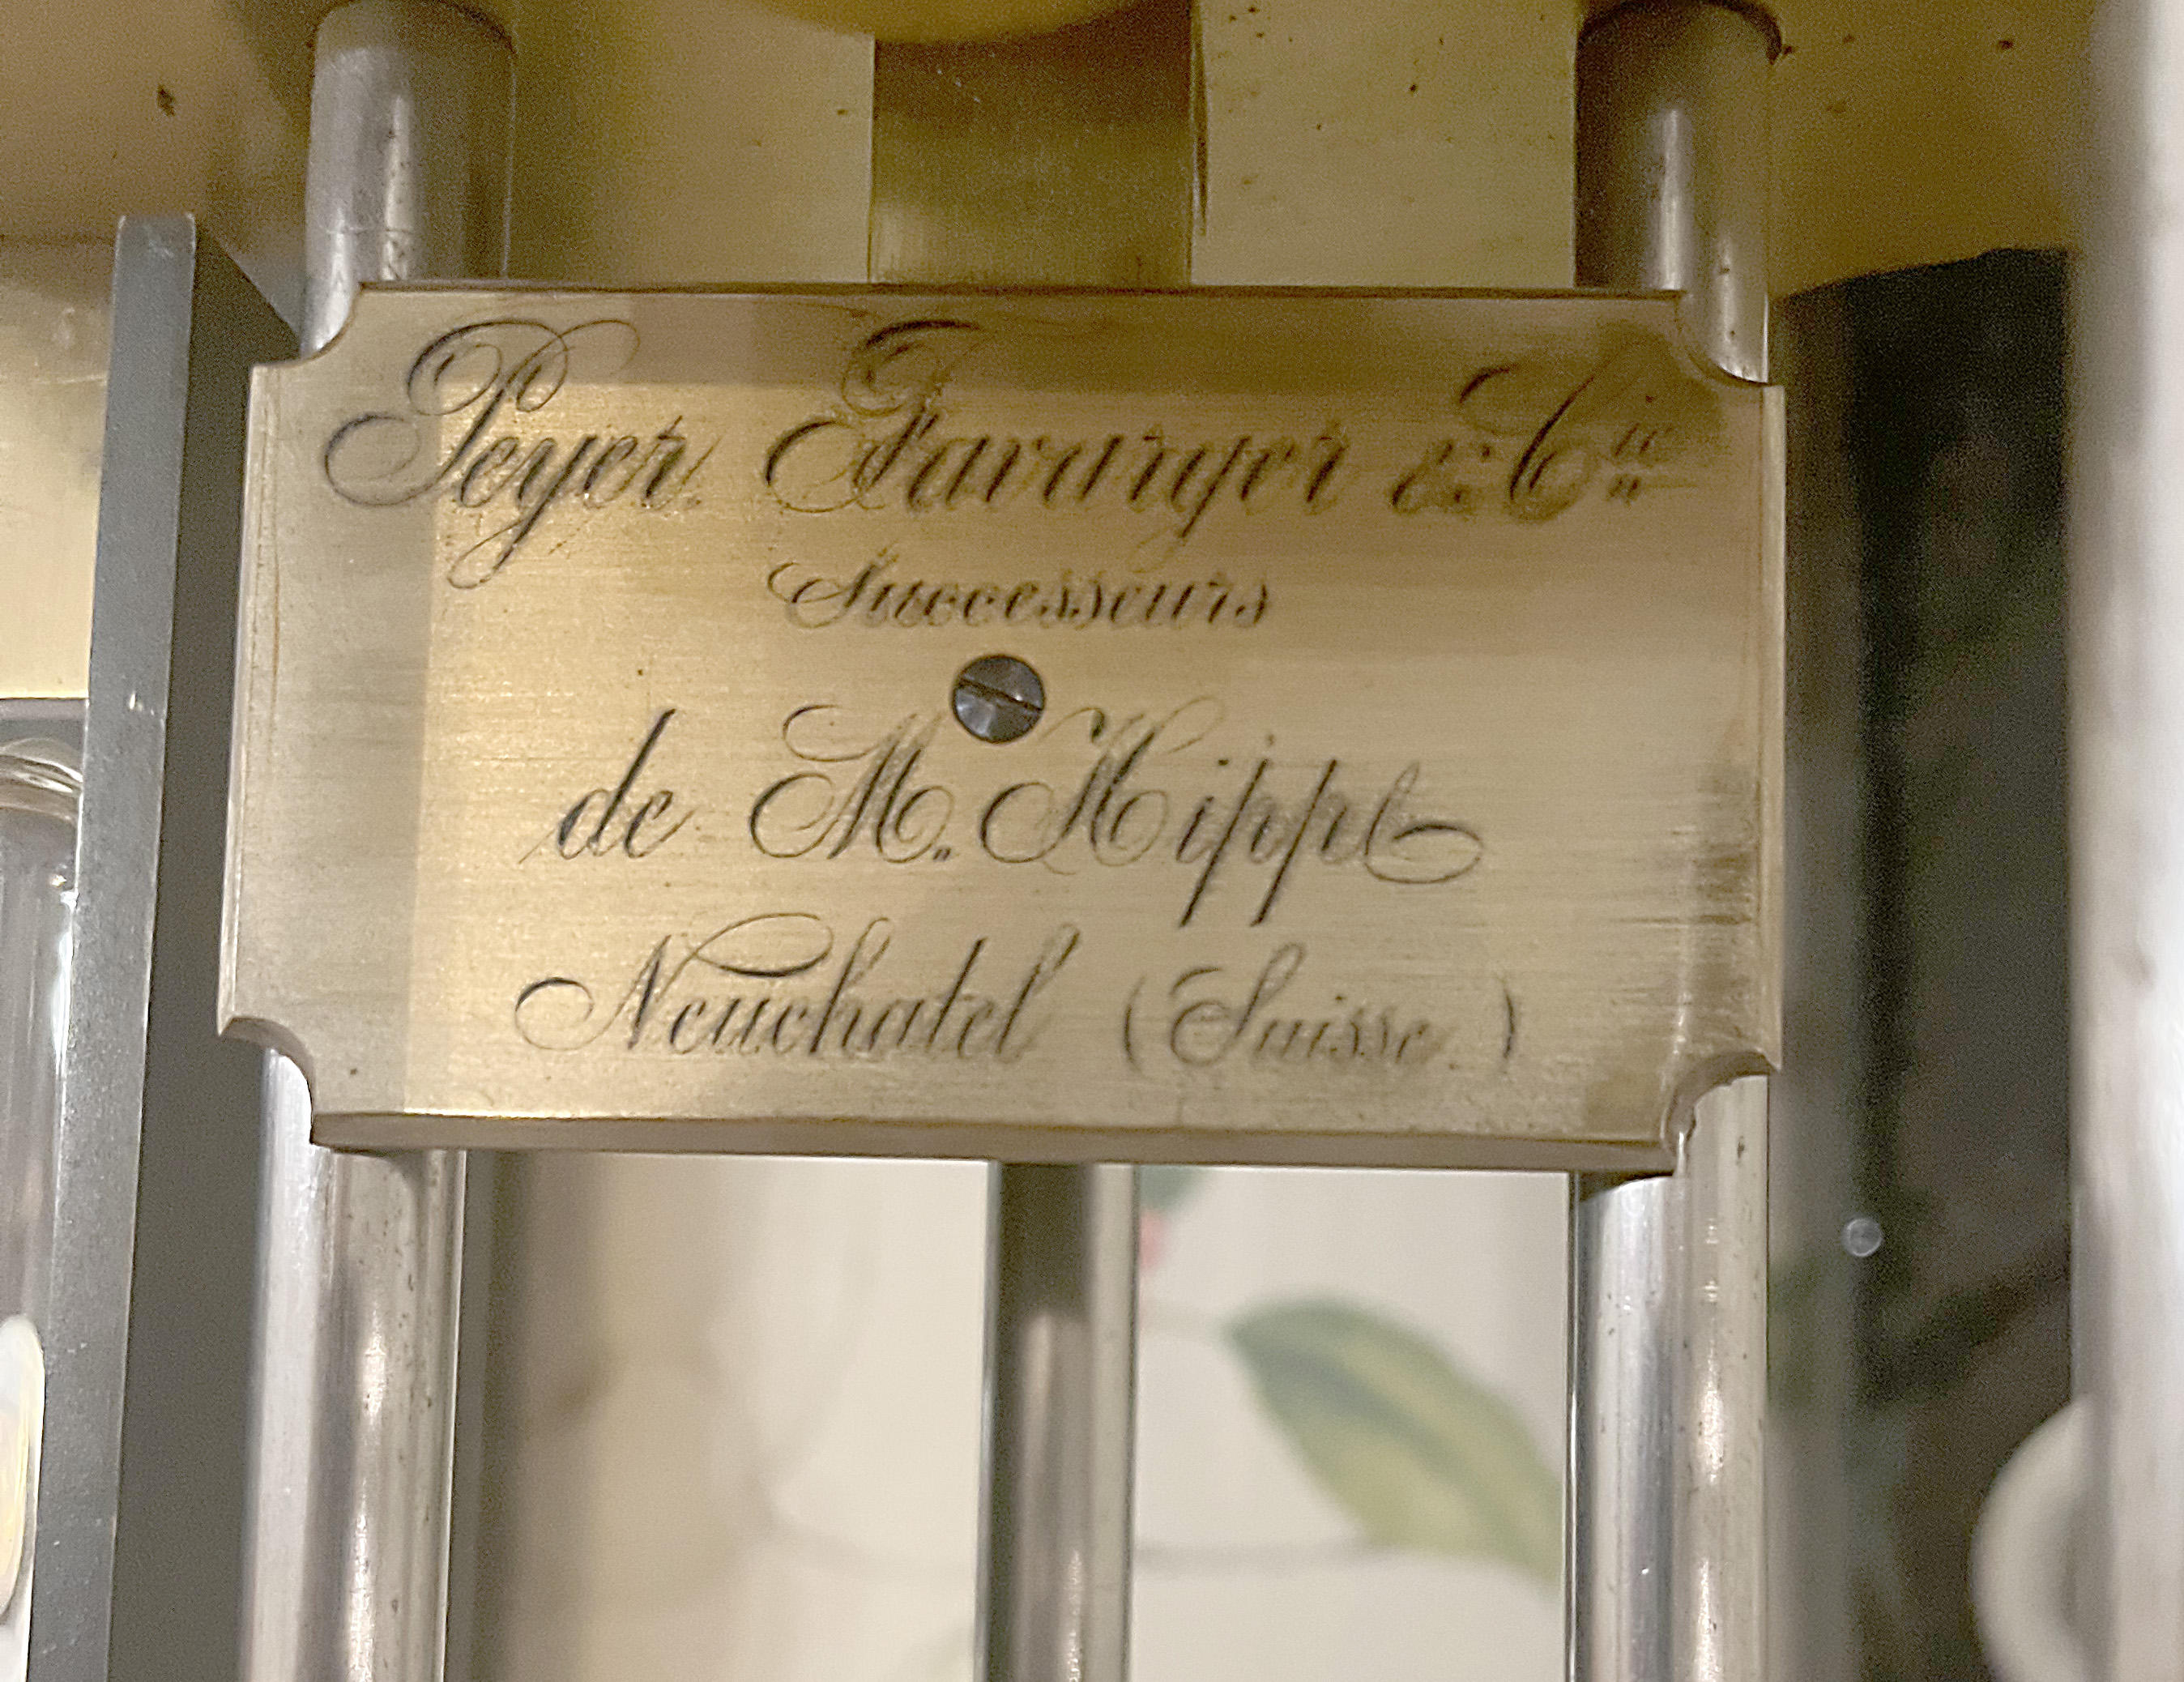 Peyer, Favarger & Cie
Successeurs
de M. Hipp
Neuchatel (Suisse.)